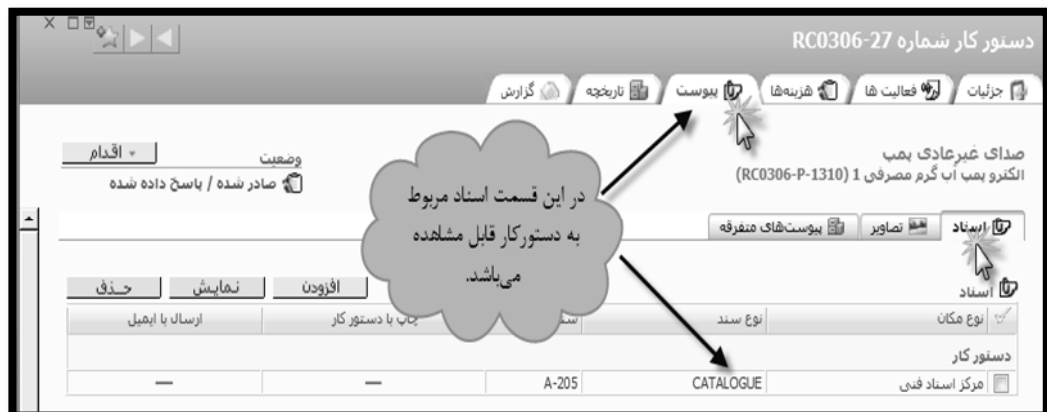 دستور کار شماره RC0306-27
جزئیات فعالیت ها هزینه‌ها پیوست تاریخچه گزارش
صدای غیرعادی پمپ
الکترو پمپ آب گرم مصرفی 1 (RC0306-P-1310)
وضعیت
اقدام
صادر شده / پاسخ داده شده
در این قسمت اسناد مربوط
به دستورکار قابل مشاهده
می‌باشد.
اسناد تصاویر پیوست‌های متفرقه
اسناد
افزودن نمایش حـذف
نوع مکان نوع سند چاپ با دستور کار ارسال با ایمیل
دستور کار
مرکز اسناد فنی CATALOGUE A-205 — —